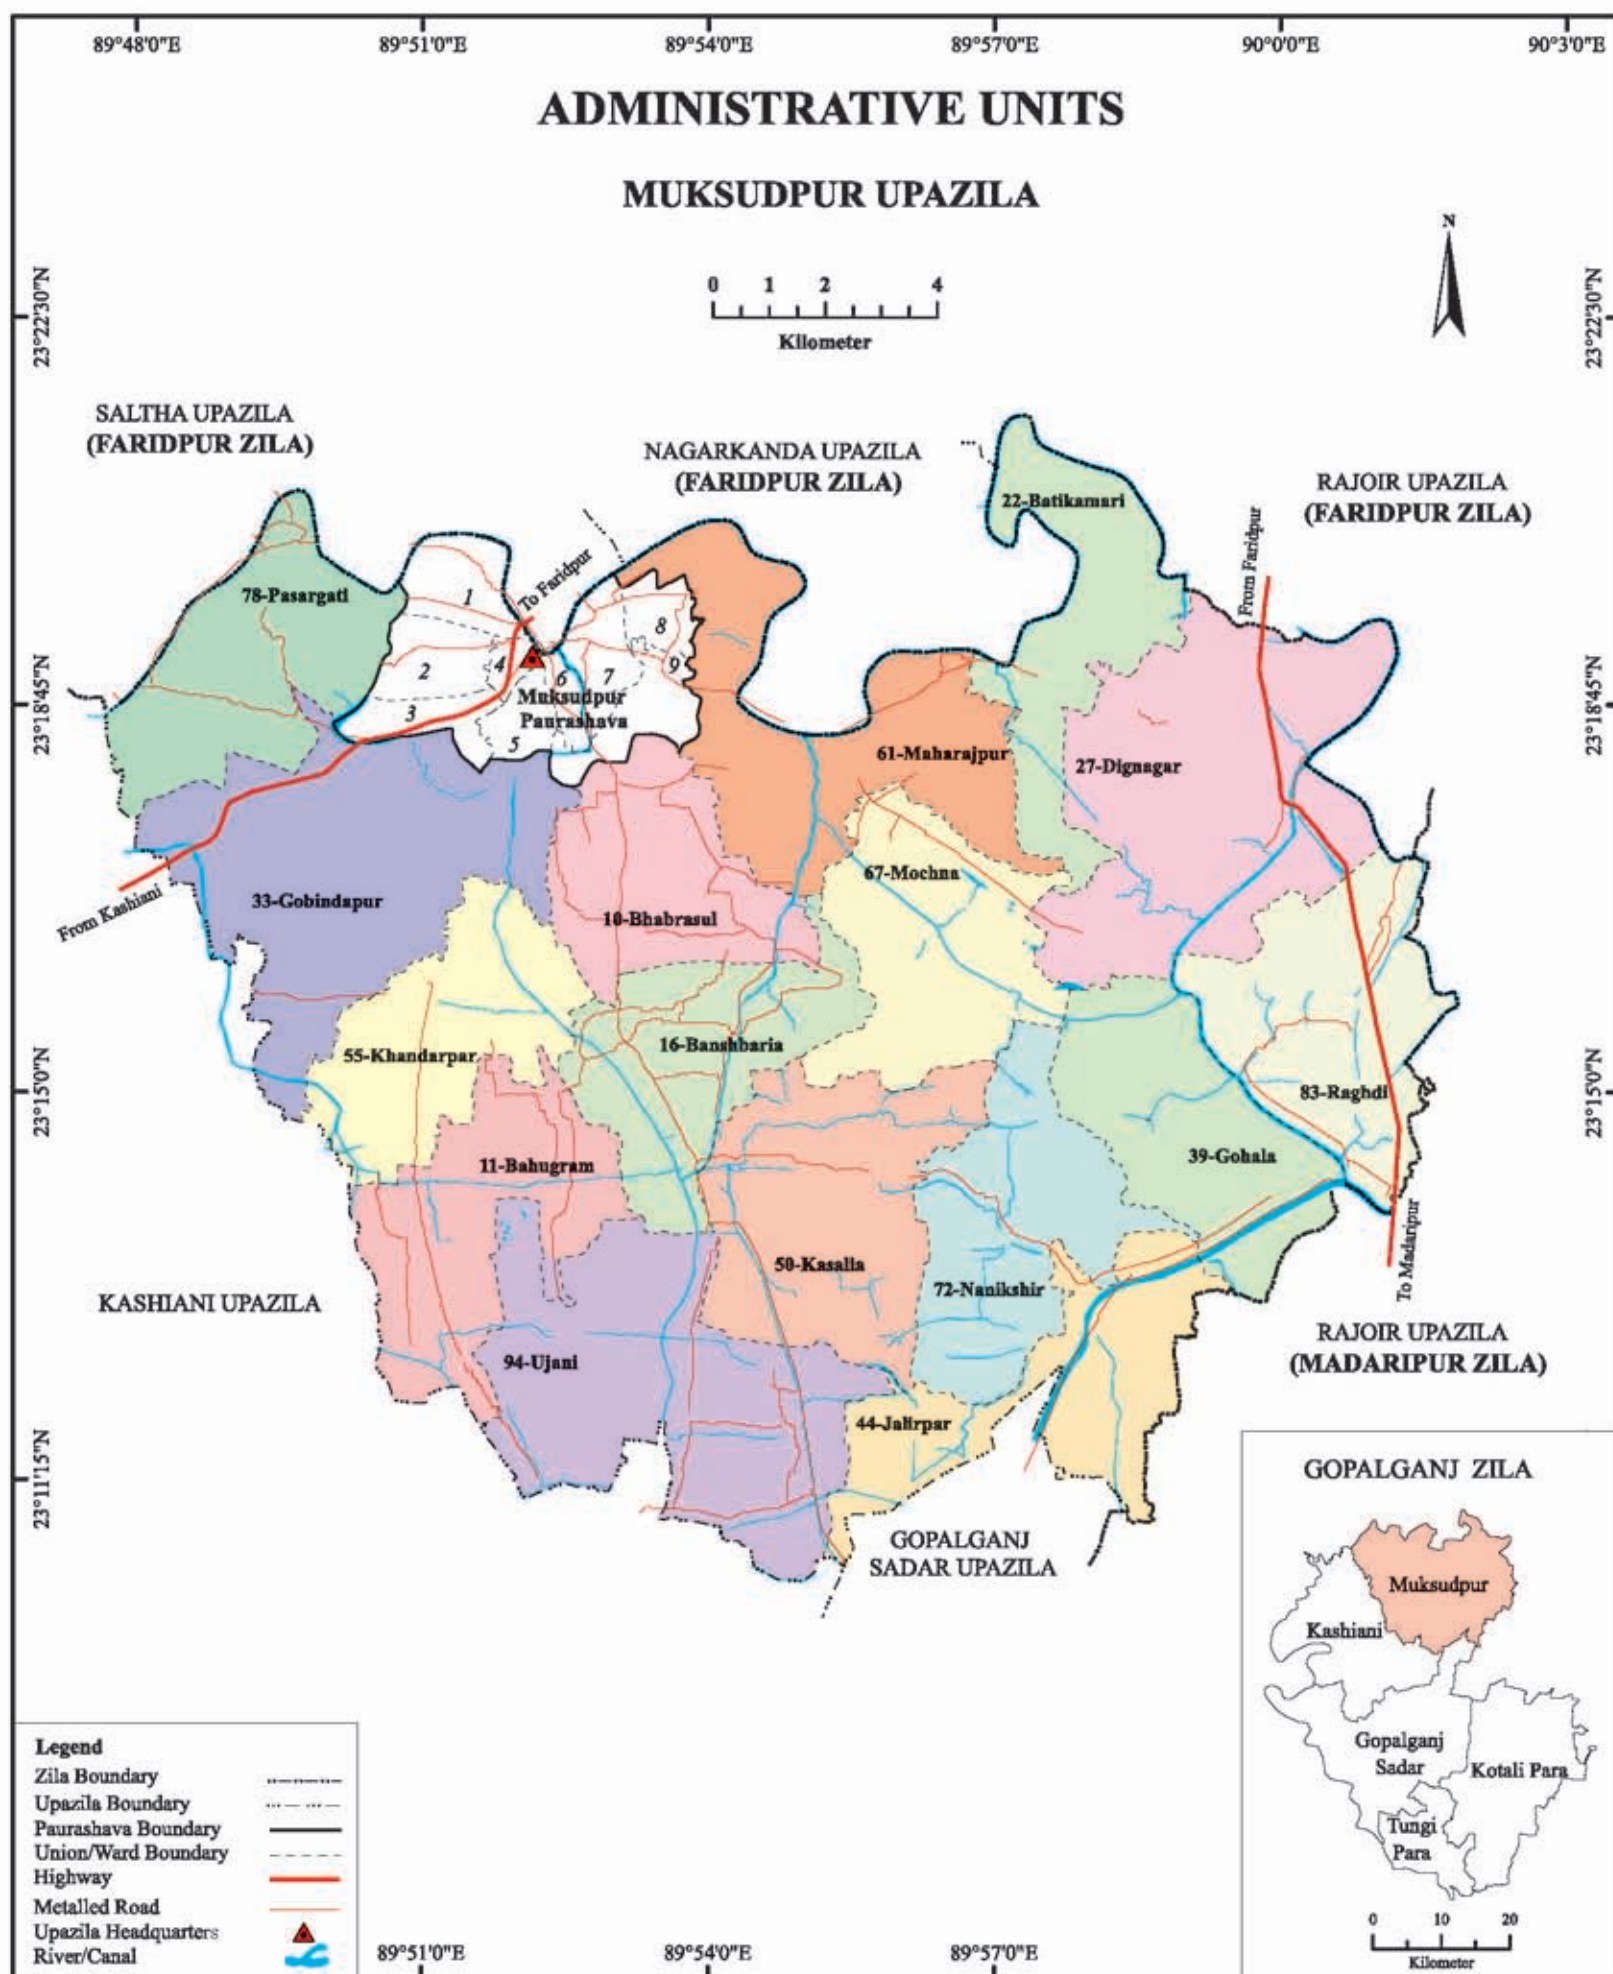 89°48'0"E
89°51'0"E
89°54'0"E
89°57'0"E
90°0'0"E
90°3'0"E
ADMINISTRATIVE UNITS
MUKSUDPUR UPAZILA
N
0 1 2 4
Kilometer
23°22'30"N
23°22'30"N
SALTHA UPAZILA
(FARIDPUR ZILA)
NAGARKANDA UPAZILA
(FARIDPUR ZILA)
RAJOIR UPAZILA
(FARIDPUR ZILA)
22-Batikamari
From Faridpur
To Faridpur
78-Pasargati
1
2
3
4
5
6
7
8
9
Muksudpur
Paurashava
23°18'45"N
23°18'45"N
61-Maharajpur
27-Dignagar
67-Mochna
33-Gobindapur
From Kashiani
10-Bhabrasul
16-Banshbaria
55-Khandarpar
83-Raghdi
23°15'0"N
23°15'0"N
11-Bahugram
39-Gohala
50-Kasalia
72-Nanikshir
To Madaripur
KASHIANI UPAZILA
RAJOIR UPAZILA
(MADARIPUR ZILA)
94-Ujani
44-Jalirpar
23°11'15"N
GOPALGANJ
SADAR UPAZILA
GOPALGANJ ZILA
Muksudpur
Kashiani
Gopalganj
Sadar
Kotali Para
Tungi
Para
0 10 20
Kilometer
Legend
Zila Boundary
Upazila Boundary
Paurashava Boundary
Union/Ward Boundary
Highway
Metalled Road
Upazila Headquarters
River/Canal
89°51'0"E
89°54'0"E
89°57'0"E